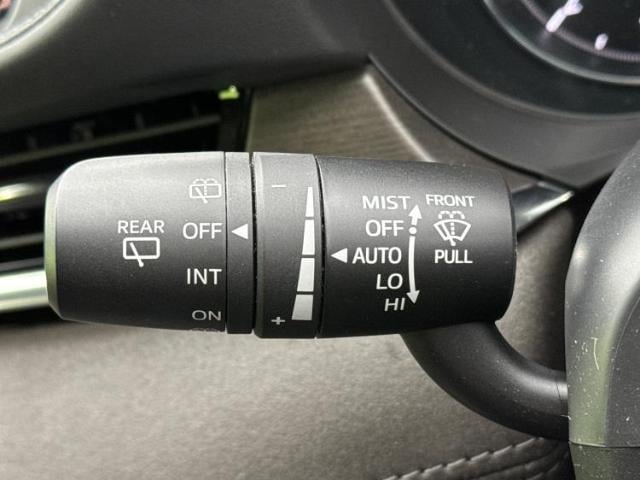 REAR
OFF
INT
ON
−
+
MIST
OFF
AUTO
LO
HI
FRONT
PULL